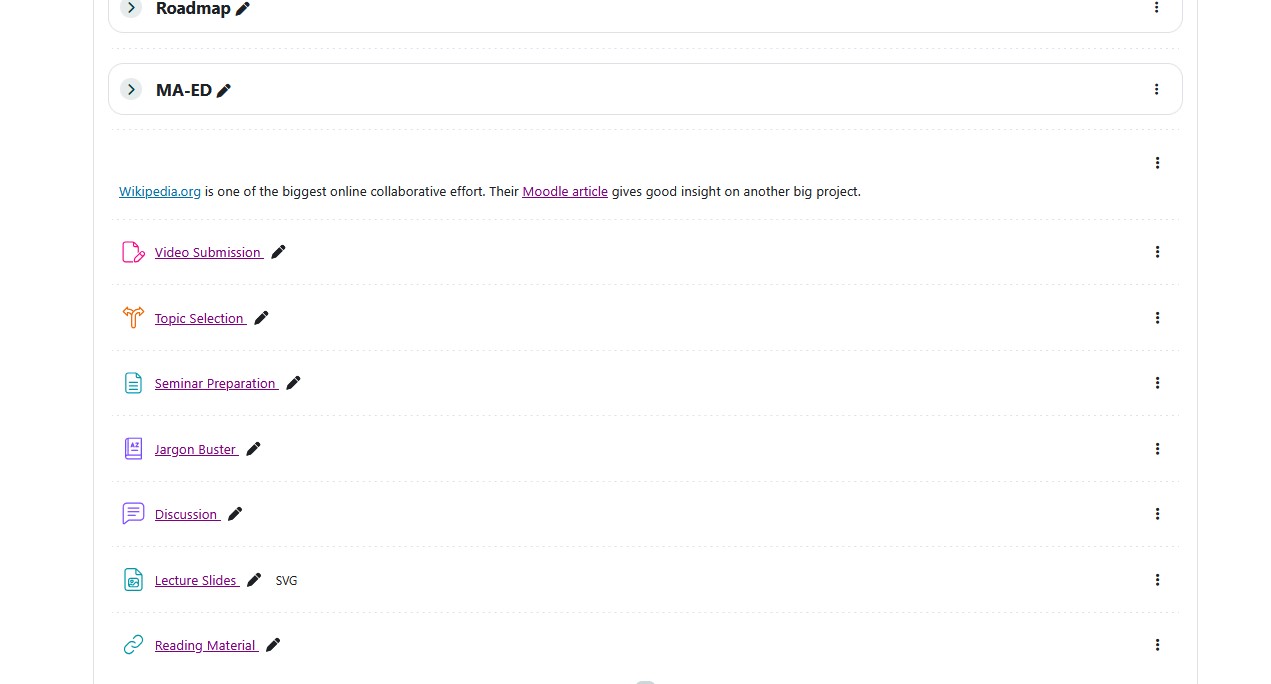 Roadmap
MA-ED
Wikipedia.org is one of the biggest online collaborative effort. Their Moodle article gives good insight on another big project.
Video Submission
Topic Selection
Seminar Preparation
Jargon Buster
Discussion
Lecture Slides SVG
Reading Material